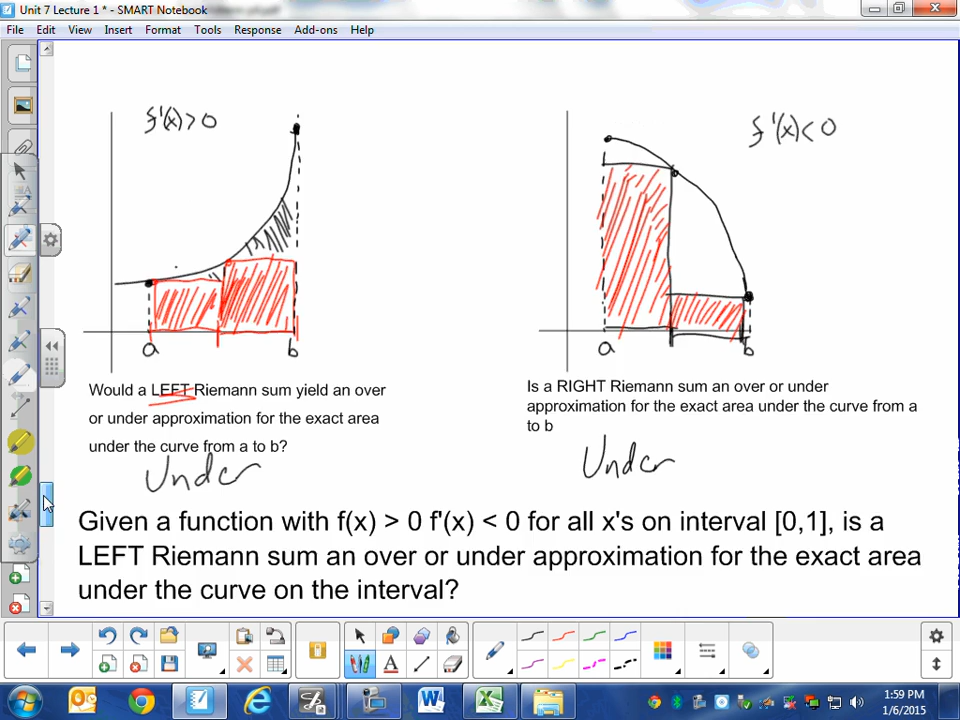 Unit 7 Lecture 1 * - SMART Notebook
File Edit View Insert Format Tools Response Add-ons Help
f'(x) > 0
f'(x) < 0
a b
a b
Would a LEFT Riemann sum yield an over
or under approximation for the exact area
under the curve from a to b?
Under
Is a RIGHT Riemann sum an over or under
approximation for the exact area under the curve from a
to b
Under
Given a function with f(x) > 0 f'(x) < 0 for all x's on interval [0,1], is a
LEFT Riemann sum an over or under approximation for the exact area
under the curve on the interval?
A
1:59 PM
1/6/2015